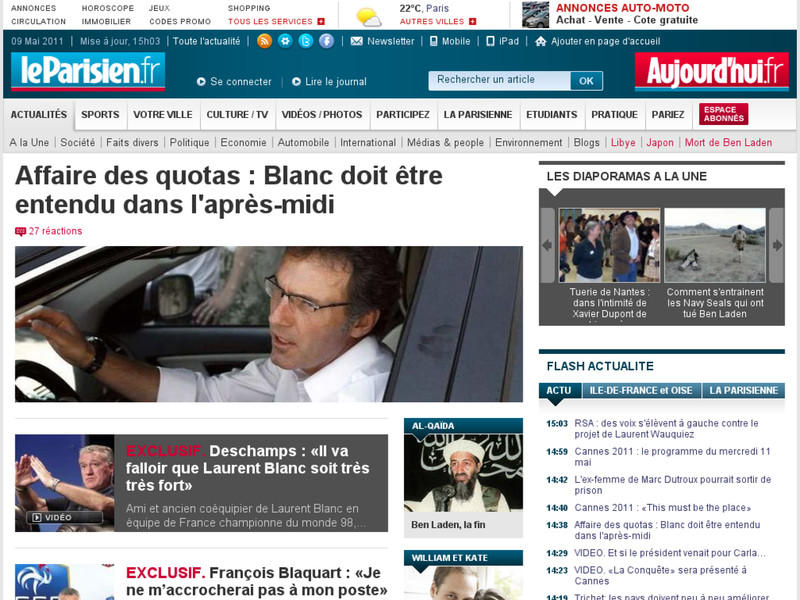 ANNONCES HOROSCOPE JEUX SHOPPING
CIRCULATION IMMOBILIER CODES PROMO TOUS LES SERVICES
22°C, Paris
AUTRES VILLES
ANNONCES AUTO-MOTO
Achat - Vente - Cote gratuite
09 Mai 2011 | Mise à jour, 15h03 | Toute l'actualité | Newsletter | Mobile | iPad | Ajouter en page d'accueil
leParisien.fr
Se connecter | Lire le journal
Rechercher un article OK
Aujourd'hui.fr
ACTUALITÉS SPORTS VOTRE VILLE CULTURE / TV VIDÉOS / PHOTOS PARTICIPEZ LA PARISIENNE ETUDIANTS PRATIQUE PARIEZ ESPACE ABONNÉS
A la Une | Société | Faits divers | Politique | Economie | Automobile | International | Médias & people | Environnement | Blogs | Libye | Japon | Mort de Ben Laden
Affaire des quotas : Blanc doit être
entendu dans l'après-midi
27 réactions
EXCLUSIF. Deschamps : «Il va
falloir que Laurent Blanc soit très
très fort»
Ami et ancien coéquipier de Laurent Blanc en
équipe de France championne du monde 98,...
VIDÉO
EXCLUSIF. François Blaquart : «Je
ne m'accrocherai pas à mon poste»
AL-QAÏDA
Ben Laden, la fin
WILLIAM ET KATE
LES DIAPORAMAS A LA UNE
Tuerie de Nantes :
dans l'intimité de
Xavier Dupont de
Comment s'entrainent
les Navy Seals qui ont
tué Ben Laden
FLASH ACTUALITE
ACTU ILE-DE-FRANCE et OISE LA PARISIENNE
15:03 RSA : des voix s'élèvent à gauche contre le
projet de Laurent Wauquiez
14:59 Cannes 2011 : le programme du mercredi 11
mai
14:42 L'ex-femme de Marc Dutroux pourrait sortir de
prison
14:40 Cannes 2011 : «This must be the place»
14:38 Affaire des quotas : Blanc doit être entendu
dans l'après-midi
14:29 VIDEO. Et si le président venait pour Carla...
14:23 VIDEO. «La Conquête» sera présenté à
Cannes
14:19 Trichet: les pays doivent peu à peu améliorer